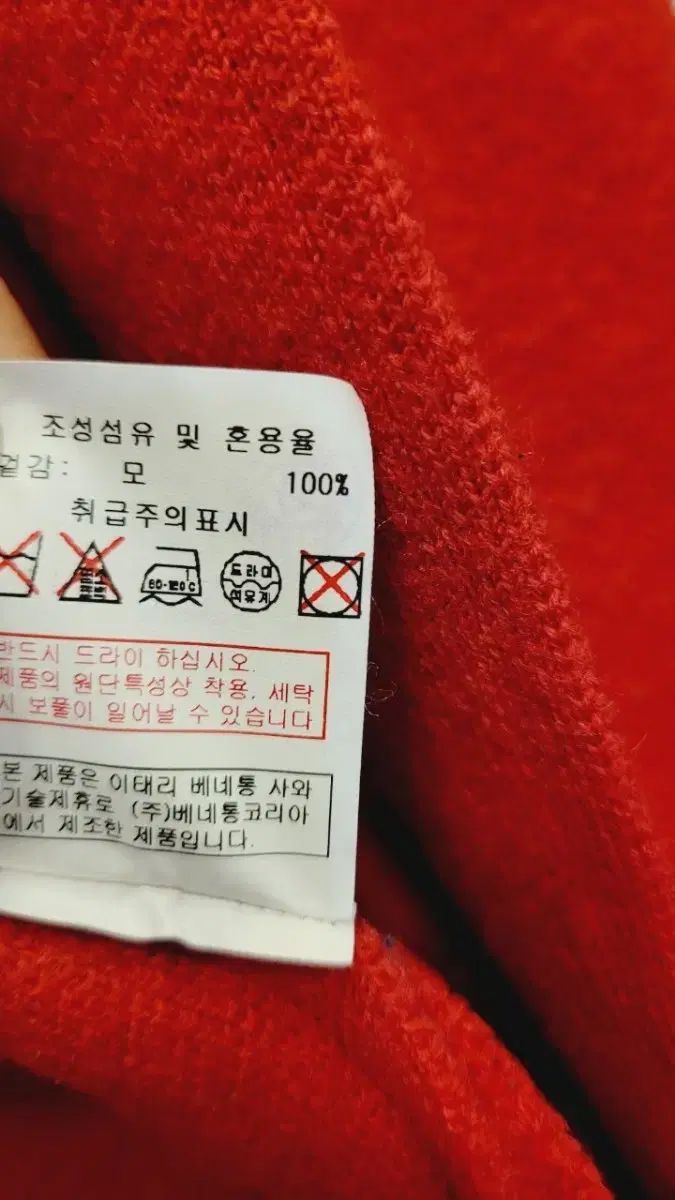 조성섬유 및 혼용율
겉감: 모 100%
취급주의표시
60-120℃ 드라이
석유계
반드시 드라이 하십시오.
제품의 원단특성상 착용, 세탁
시 보풀이 일어날 수 있습니다
본 제품은 이태리 베네통 사와
기술제휴로 (주)베네통코리아
에서 제조한 제품입니다.